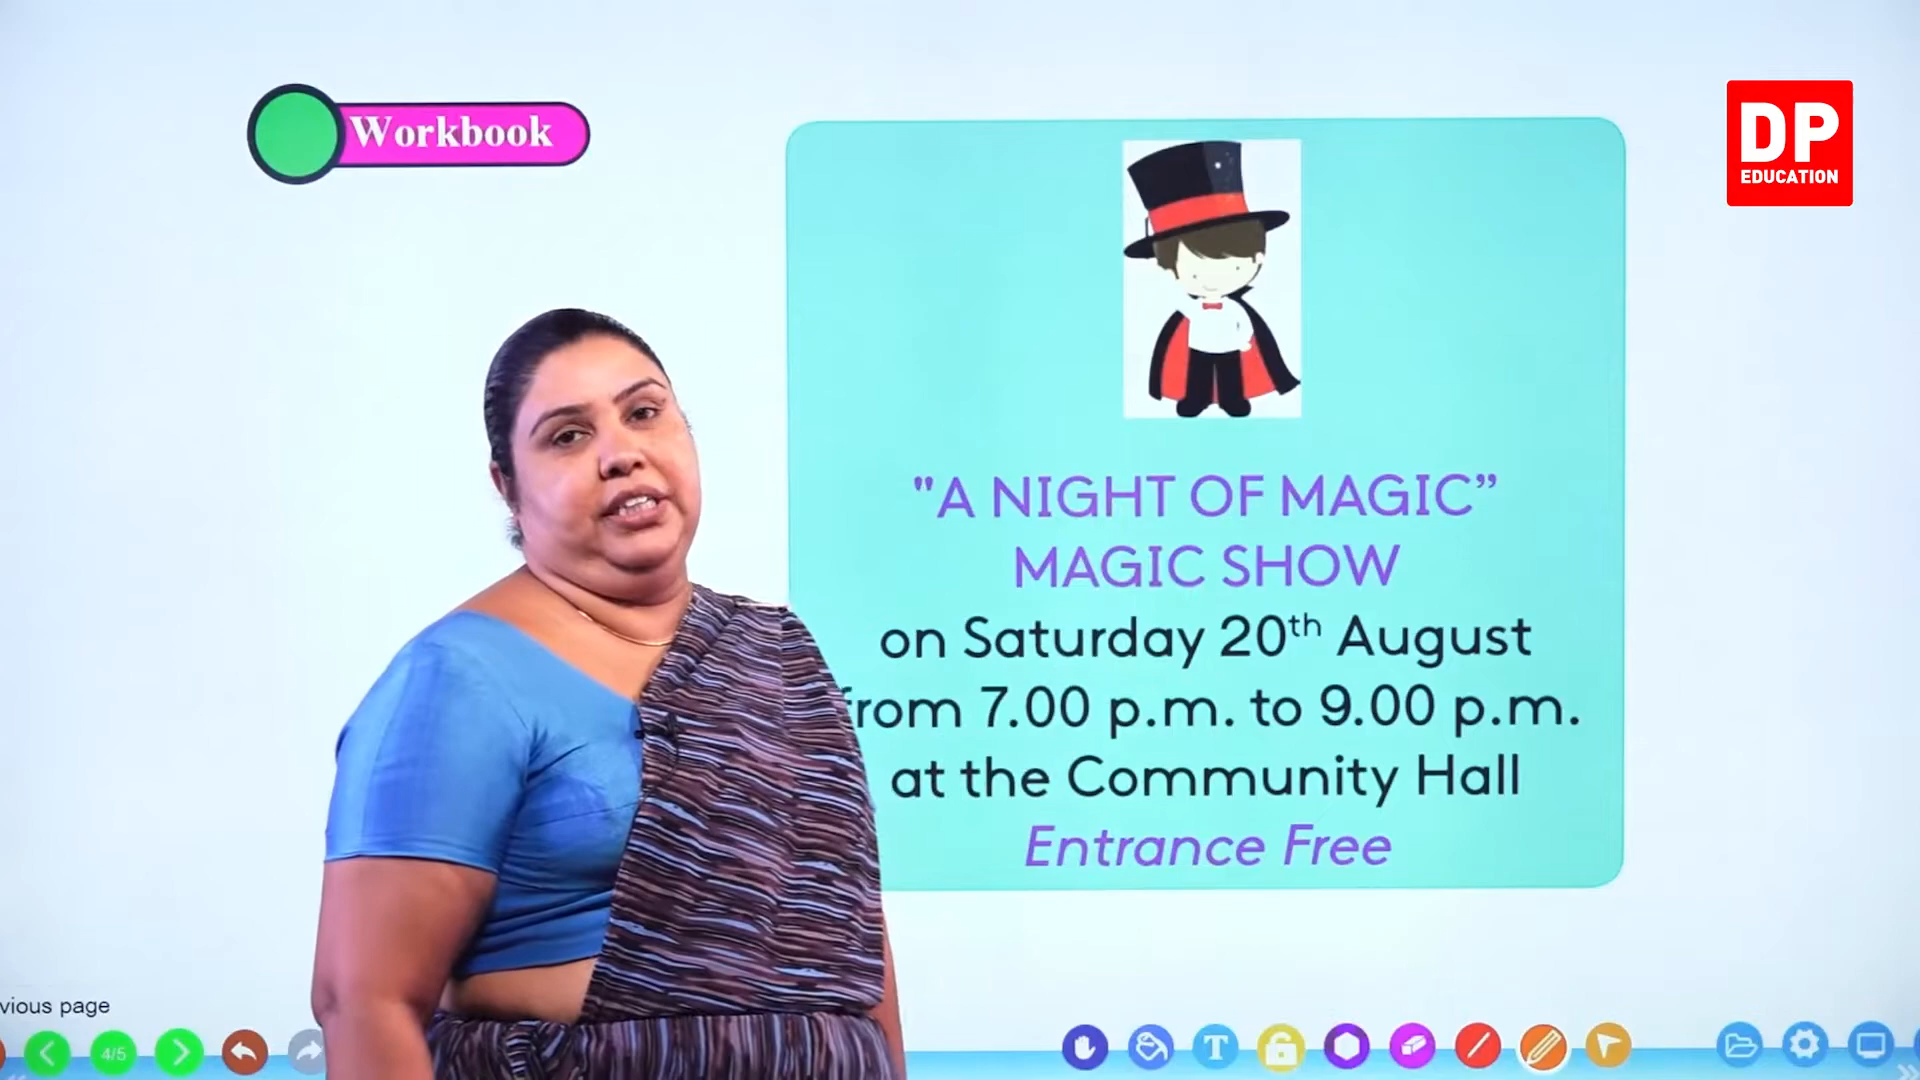 Workbook
DP
EDUCATION
"A NIGHT OF MAGIC”
MAGIC SHOW
on Saturday 20th August
from 7.00 p.m. to 9.00 p.m.
at the Community Hall
Entrance Free
vious page
4/5
T